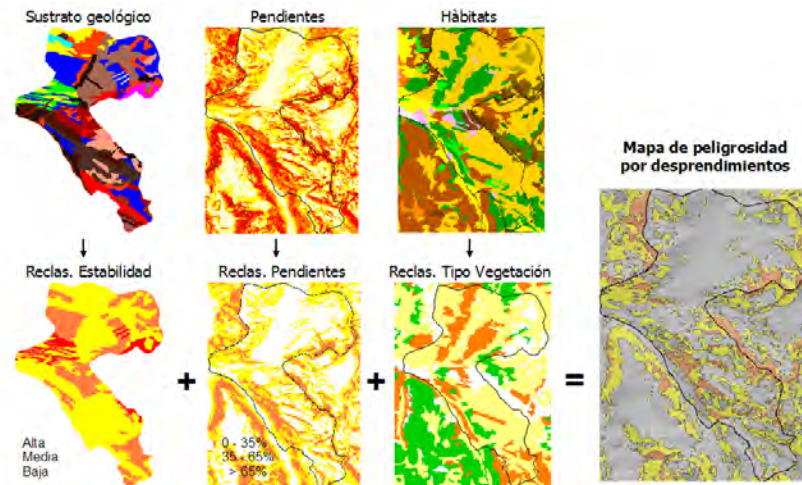 Sustrato geológico
Pendientes
Hàbitats
Mapa de peligrosidad
por desprendimientos
Reclas. Estabilidad
Reclas. Pendientes
Reclas. Tipo Vegetación
+
+
=
Alta
Media
Baja
0 - 35%
35 - 65%
> 65%